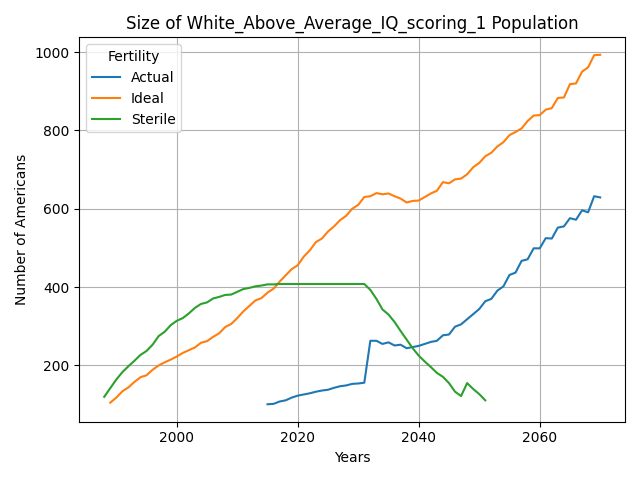 Size of White_Above_Average_IQ_scoring_1 Population
Fertility
Actual
Ideal
Sterile
Number of Americans
1000
800
600
400
200
2000
2020
2040
2060
Years